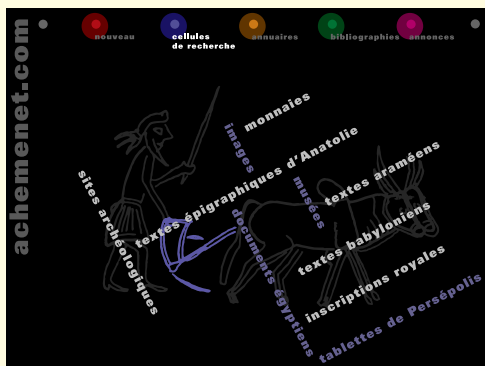 achemenet.com
nouveau
cellules
de recherche
annuaires
bibliographies
annonces
monnaies
images
textes épigraphiques d'Anatolie
musées
textes araméens
sites archéologiques
documents égyptiens
textes babyloniens
inscriptions royales
tablettes de Persépolis